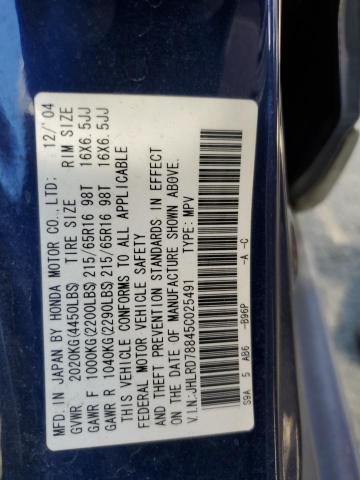 MFD. IN JAPAN BY HONDA MOTOR CO., LTD: 12/'04
GVWR 2020KG(4450LBS) TIRE SIZE RIM SIZE
GAWR F 1000KG(2200LBS) 215/65R16 98T 16X6.5JJ
GAWR R 1040KG(2290LBS) 215/65R16 98T 16X6.5JJ
THIS VEHICLE CONFORMS TO ALL APPLICABLE
FEDERAL MOTOR VEHICLE SAFETY
AND THEFT PREVENTION STANDARDS IN EFFECT
ON THE DATE OF MANUFACTURE SHOWN ABOVE.
V.I.N.:JHLRD78845C025491 TYPE: MPV
S9A 5 AB6 -B96P -A -C